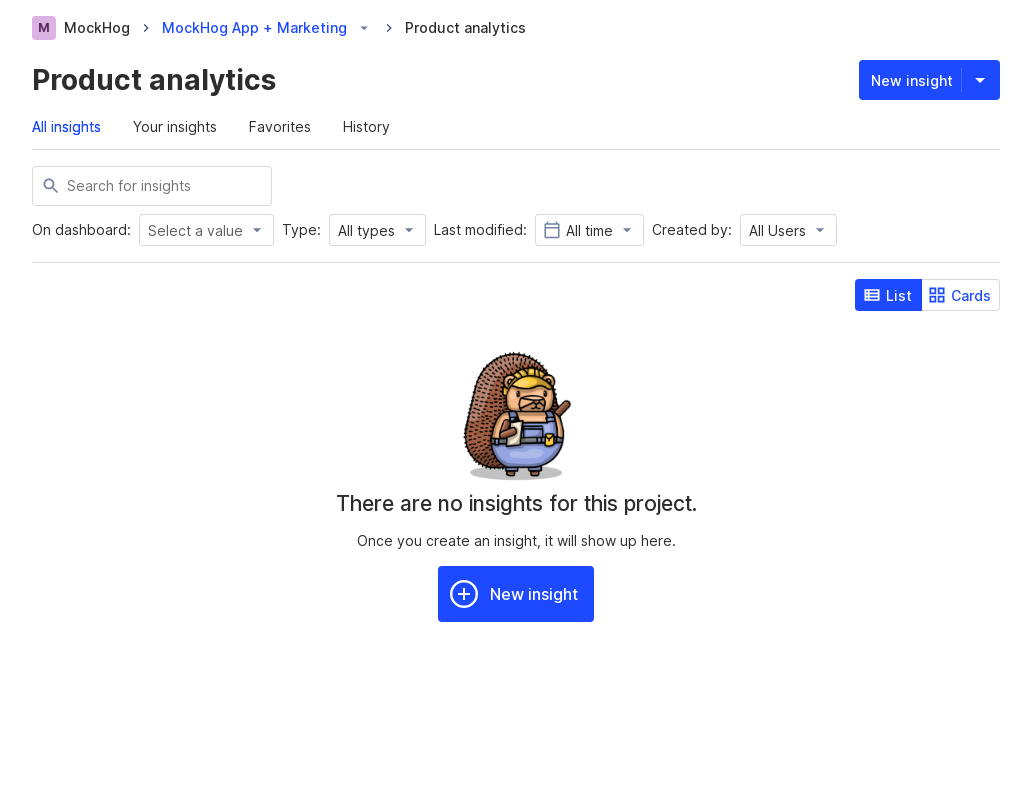 M MockHog MockHog App + Marketing Product analytics
Product analytics
New insight
All insights Your insights Favorites History
Search for insights
On dashboard: Select a value Type: All types Last modified: All time Created by: All Users
List Cards
There are no insights for this project.
Once you create an insight, it will show up here.
New insight